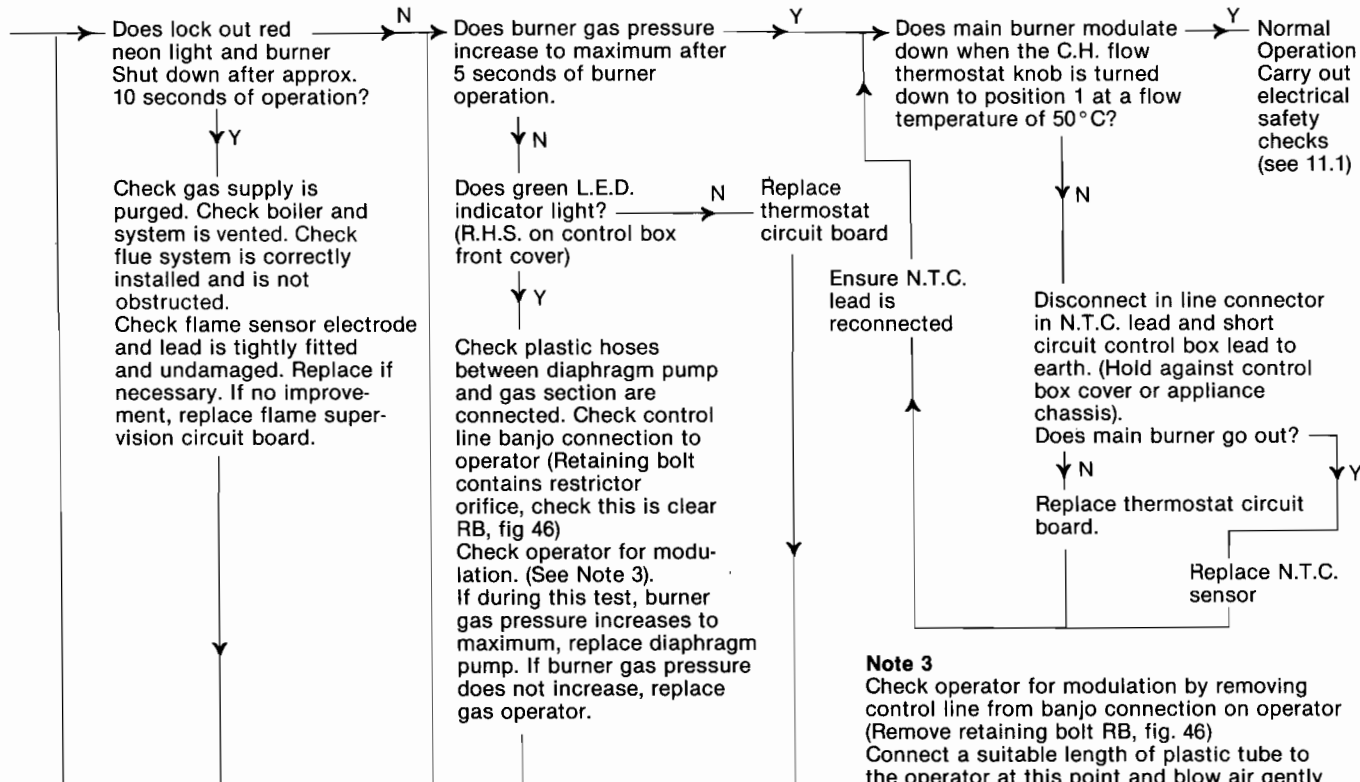 Does lock out red
neon light and burner
Shut down after approx.
10 seconds of operation?
N
Y
Check gas supply is
purged. Check boiler and
system is vented. Check
flue system is correctly
installed and is not
obstructed.
Check flame sensor electrode
and lead is tightly fitted
and undamaged. Replace if
necessary. If no improve-
ment, replace flame super-
vision circuit board.
Does burner gas pressure
increase to maximum after
5 seconds of burner
operation.
Y
N
Does green L.E.D.
indicator light?
(R.H.S. on control box
front cover)
N
Replace
thermostat
circuit board
Y
Check plastic hoses
between diaphragm pump
and gas section are
connected. Check control
line banjo connection to
operator (Retaining bolt
contains restrictor
orifice, check this is clear
RB, fig 46)
Check operator for modu-
lation. (See Note 3).
If during this test, burner
gas pressure increases to
maximum, replace diaphragm
pump. If burner gas pressure
does not increase, replace
gas operator.
Does main burner modulate
down when the C.H. flow
thermostat knob is turned
down to position 1 at a flow
temperature of 50°C?
Y
Normal
Operation
Carry out
electrical
safety
checks
(see 11.1)
N
Ensure N.T.C.
lead is
reconnected
Disconnect in line connector
in N.T.C. lead and short
circuit control box lead to
earth. (Hold against control
box cover or appliance
chassis).
Does main burner go out?
N
Y
Replace thermostat circuit
board.
Replace N.T.C.
sensor
Note 3
Check operator for modulation by removing
control line from banjo connection on operator
(Remove retaining bolt RB, fig. 46)
Connect a suitable length of plastic tube to
the operator at this point and blow air gently